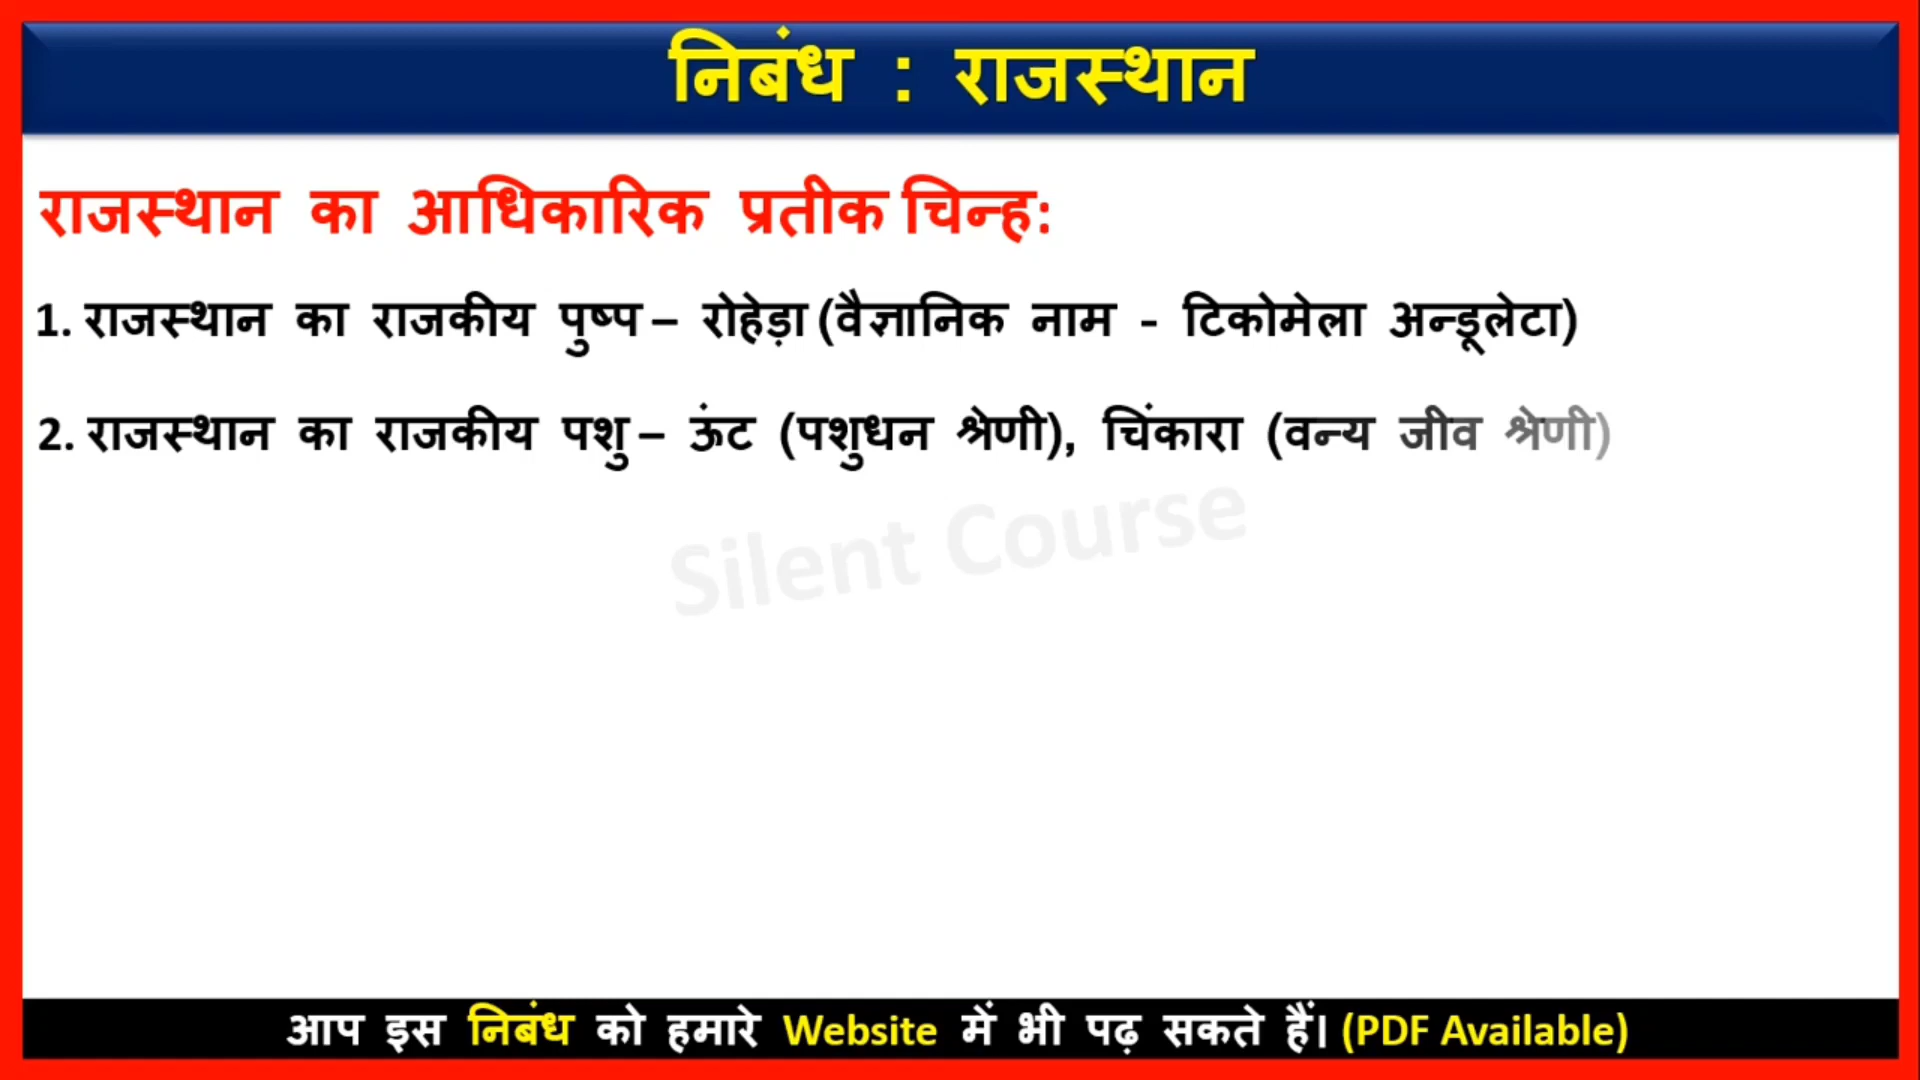 निबंध : राजस्थान
राजस्थान का आधिकारिक प्रतीक चिन्ह:
1. राजस्थान का राजकीय पुष्प – रोहेड़ा (वैज्ञानिक नाम - टिकोमेला अन्डूलेटा)
2. राजस्थान का राजकीय पशु – ऊंट (पशुधन श्रेणी), चिंकारा (वन्य जीव श्रेणी)
Silent Course
आप इस निबंध को हमारे Website में भी पढ़ सकते हैं। (PDF Available)